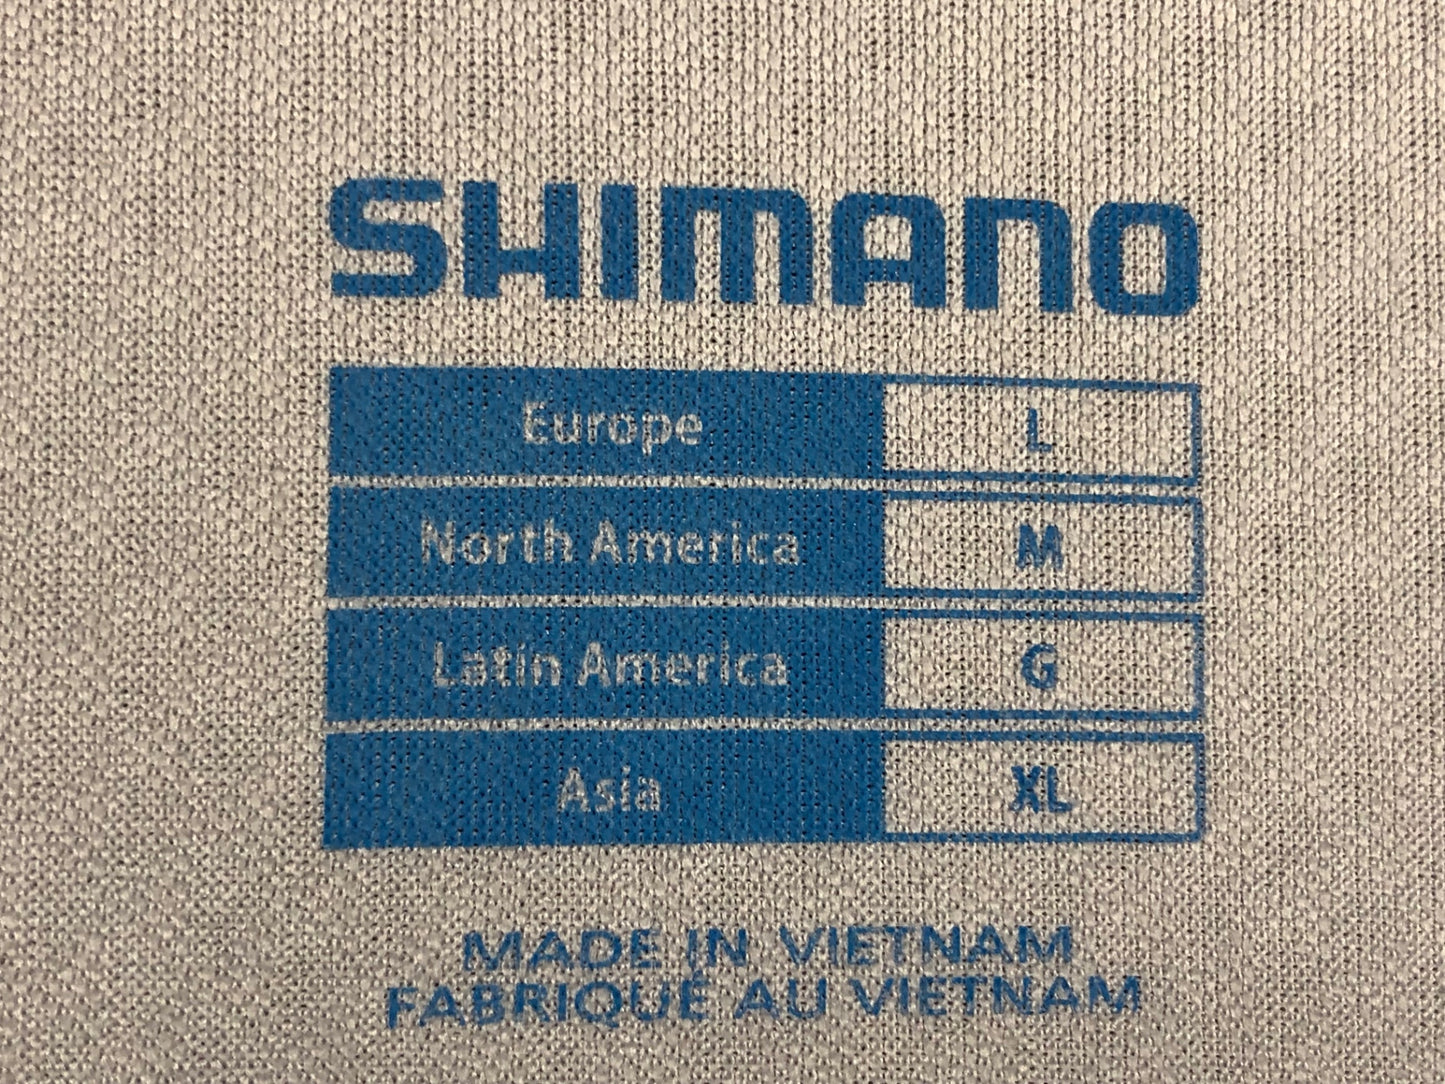 SHIMANO
Europe L
North America M
Latin America G
Asia XL
MADE IN VIETNAM
FABRIQUÉ AU VIETNAM